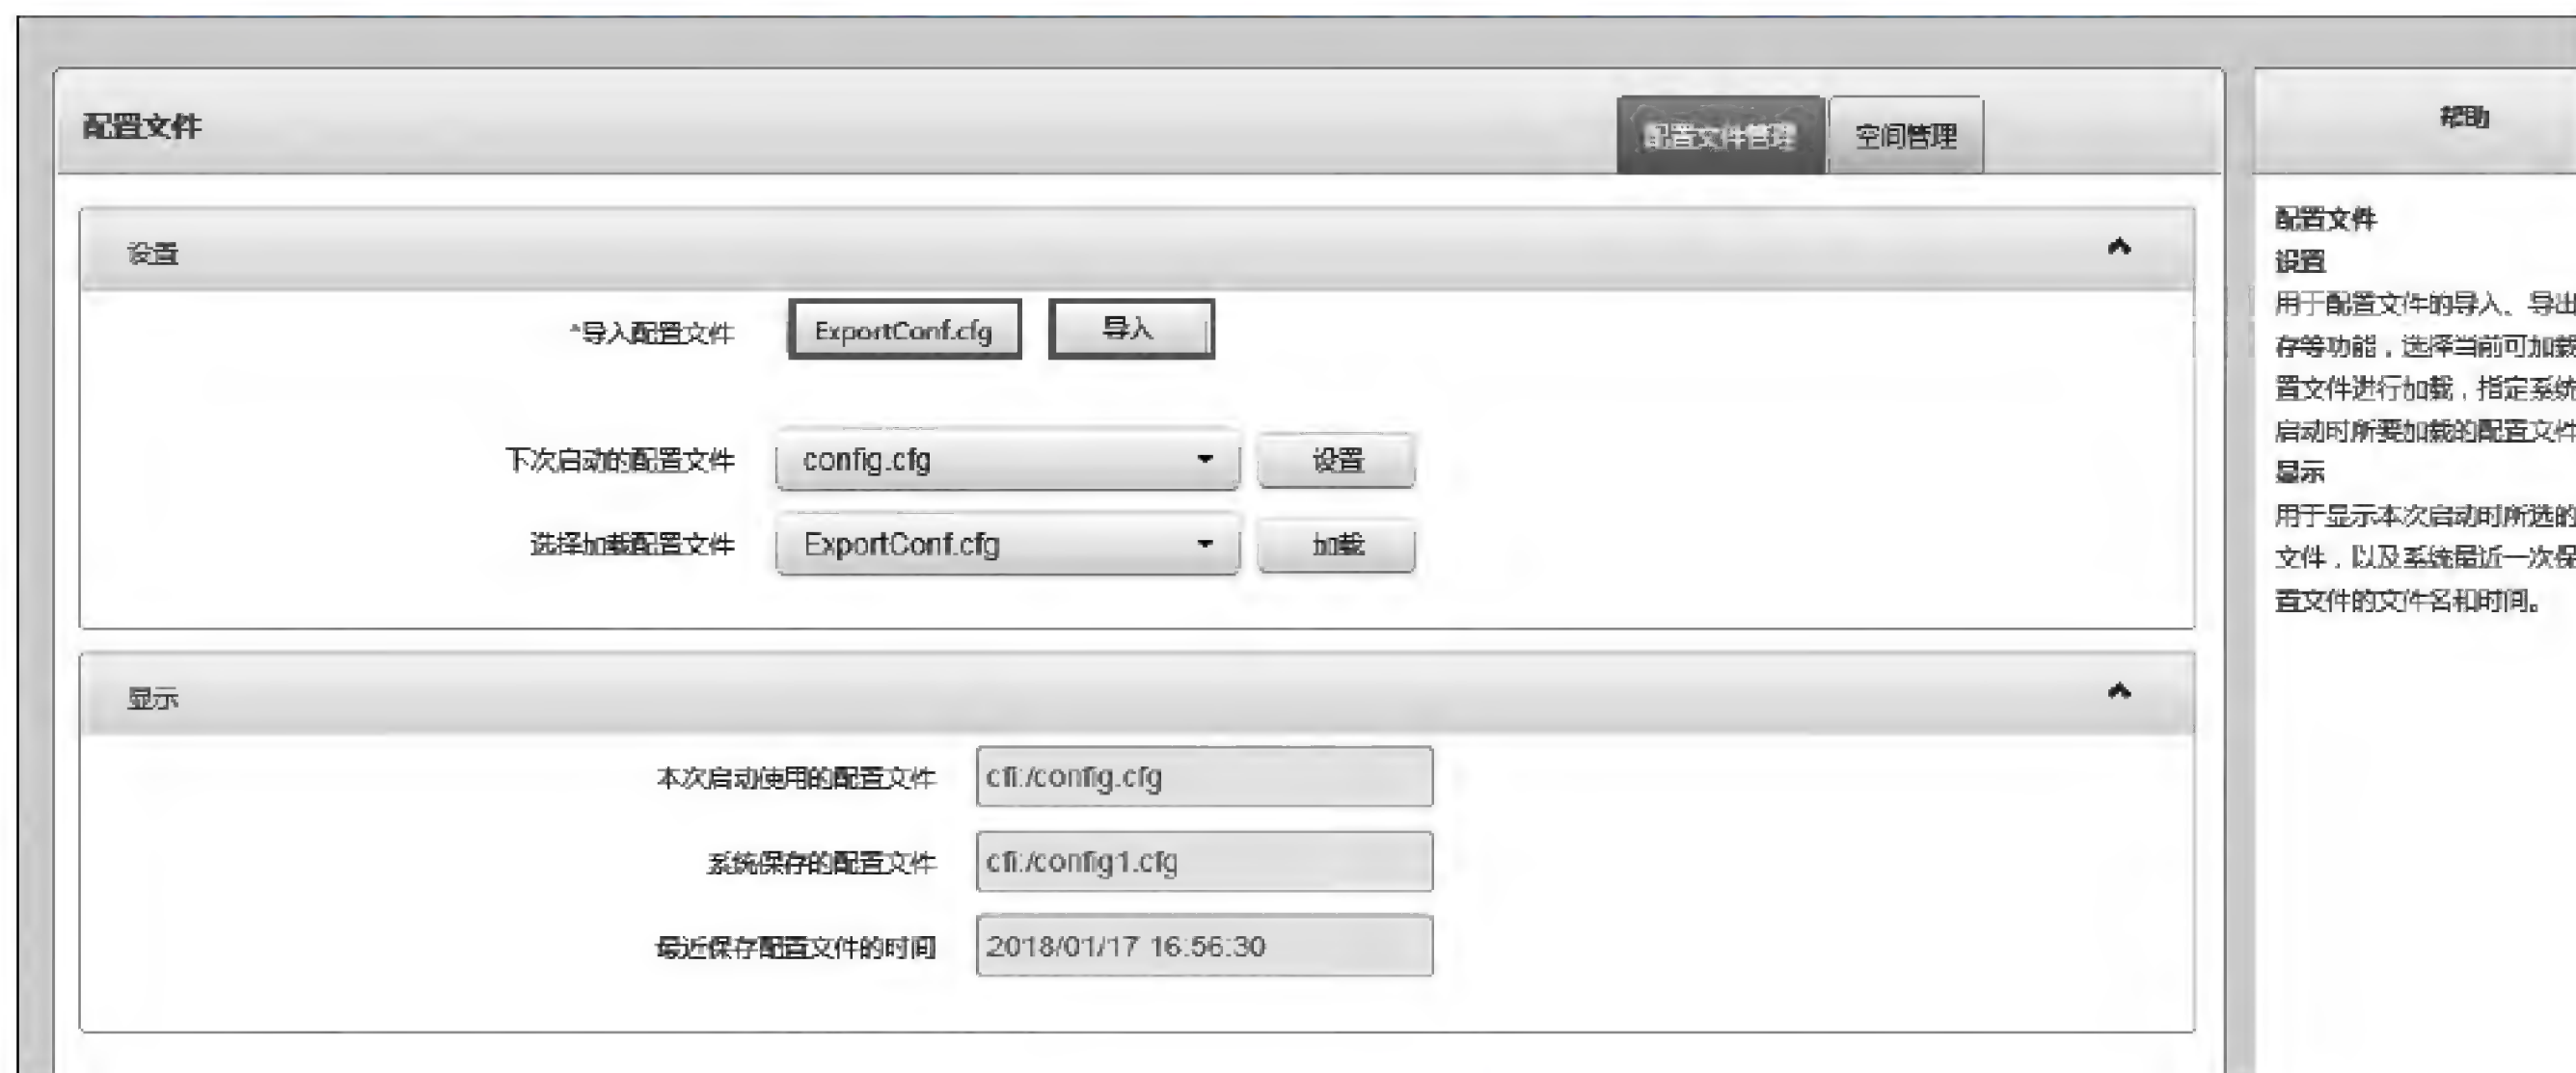 配置文件
配置文件管理
空间管理
设置
*导入配置文件 ExportConf.cfg 导入
下次启动的配置文件 config.cfg 设置
选择加载配置文件 ExportConf.cfg 加载
显示
本次启动使用的配置文件 cfi:/config.cfg
系统保存的配置文件 cfi:/config1.cfg
最近保存配置文件的时间 2018/01/17 16:56:30
帮助
配置文件
设置
用于配置文件的导入、导出
存等功能，选择当前可加载
置文件进行加载，指定系统
启动时所要加载的配置文件
显示
用于显示本次启动时所选的
文件，以及系统最近一次保
置文件的文件名和时间。